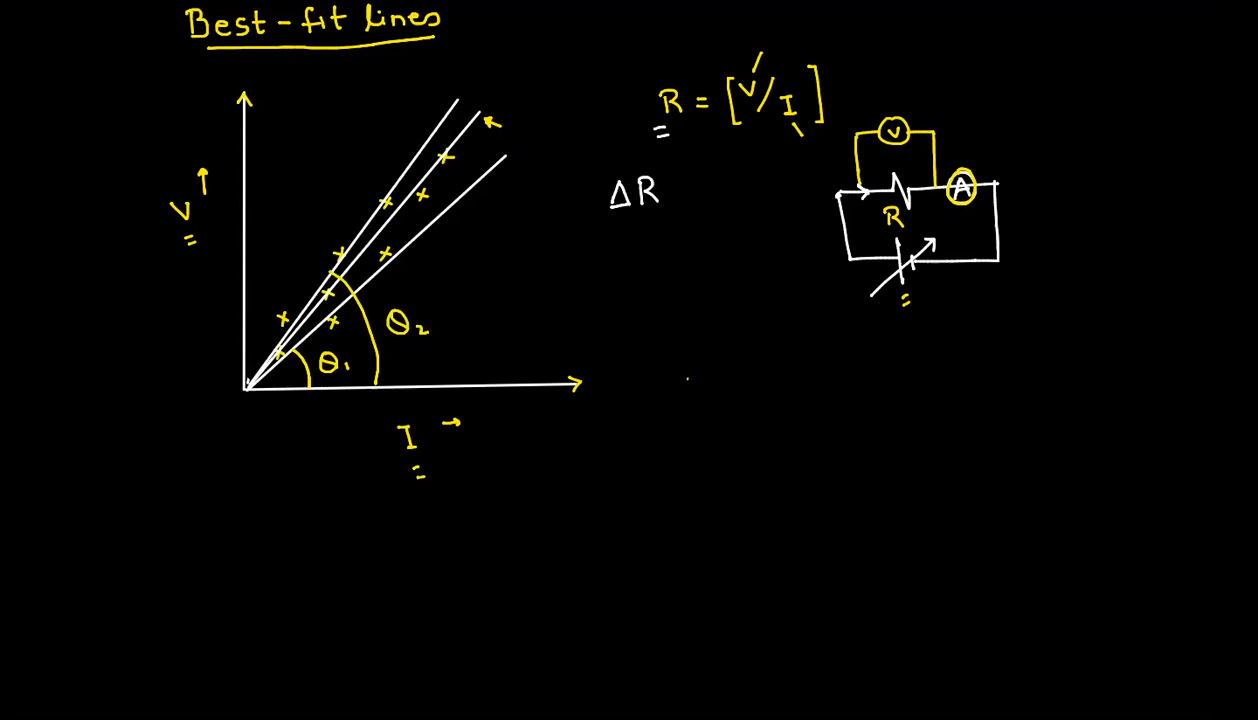 Best-fit lines
R = [V/I]
V
A
ΔR
R
V ↑
θ₂
θ₁
I →